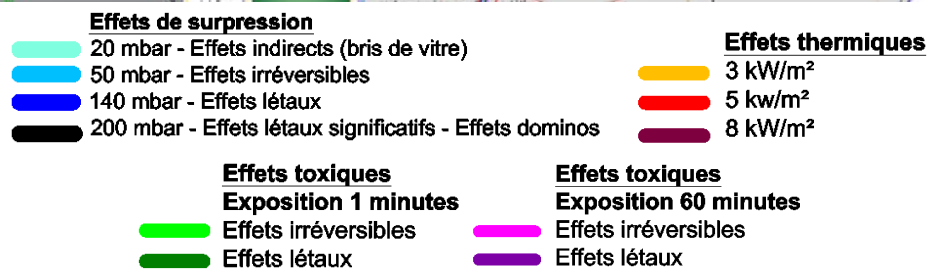 Effets de surpression
20 mbar - Effets indirects (bris de vitre)
50 mbar - Effets irréversibles
140 mbar - Effets létaux
200 mbar - Effets létaux significatifs - Effets dominos
Effets thermiques
3 kW/m²
5 kw/m²
8 kW/m²
Effets toxiques
Exposition 1 minutes
Effets irréversibles
Effets létaux
Effets toxiques
Exposition 60 minutes
Effets irréversibles
Effets létaux